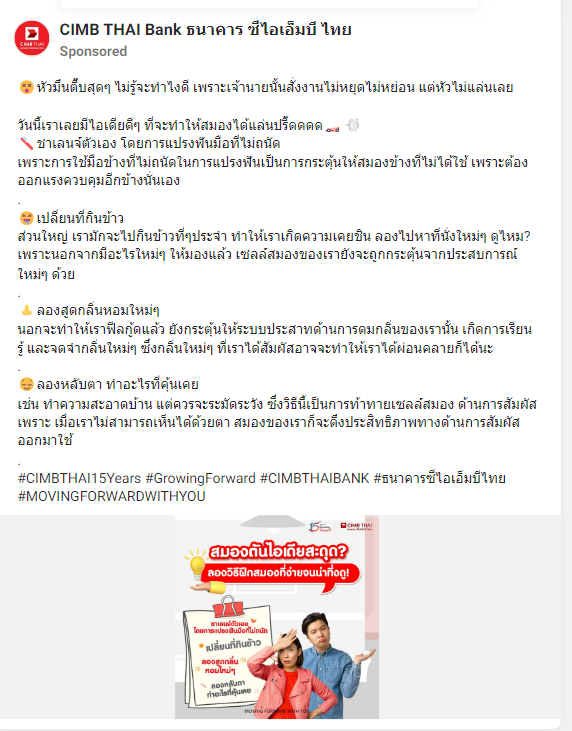 CIMB THAI Bank ธนาคาร ซีไอเอ็มบี ไทย
Sponsored
😵หัวมึนตึ๊บสุดๆ ไม่รู้จะทำไงดี เพราะเจ้านายนั้นสั่งงานไม่หยุดไม่หย่อน แต่หัวไม่แล่นเลย
วันนี้เราเลยมีไอเดียดีๆ ที่จะทำให้สมองได้แล่นปรี๊ดดดด🏎️💨
🪥ชาเลนจ์ตัวเอง โดยการแปรงฟันมือที่ไม่ถนัด
เพราะการใช้มือข้างที่ไม่ถนัดในการแปรงฟันเป็นการกระตุ้นให้สมองข้างที่ไม่ได้ใช้ เพราะต้อง
ออกแรงควบคุมอีกข้างนั่นเอง
.
😝เปลี่ยนที่กินข้าว
ส่วนใหญ่ เรามักจะไปกินข้าวที่ๆประจำ ทำให้เราเกิดความเคยชิน ลองไปหาที่นั่งใหม่ๆ ดูไหม?
เพราะนอกจากมีอะไรใหม่ๆ ให้มองแล้ว เซลล์สมองของเรายังจะถูกกระตุ้นจากประสบการณ์
ใหม่ๆ ด้วย
.
👃ลองสูดกลิ่นหอมใหม่ๆ
นอกจะทำให้เราฟีลกู้ดแล้ว ยังกระตุ้นให้ระบบประสาทด้านการดมกลิ่นของเรานั้น เกิดการเรียน
รู้ และจดจำกลิ่นใหม่ๆ ซึ่งกลิ่นใหม่ๆ ที่เราได้สัมผัสอาจจะทำให้เราได้ผ่อนคลายก็ได้นะ
.
😌ลองหลับตา ทำอะไรที่คุ้นเคย
เช่น ทำความสะอาดบ้าน แต่ควรจะระมัดระวัง ซึ่งวิธีนี้เป็นการท้าทายเซลล์สมอง ด้านการสัมผัส
เพราะ เมื่อเราไม่สามารถเห็นได้ด้วยตา สมองของเราก็จะดึงประสิทธิภาพทางด้านการสัมผัส
ออกมาใช้
.
#CIMBTHAI15Years #GrowingForward #CIMBTHAIBANK #ธนาคารซีไอเอ็มบีไทย
#MOVINGFORWARDWITHYOU
CIMB THAI
สมองตันไอเดียสะดุด?
ลองวิธีฝึกสมองที่ง่ายจนน่าทึ่งดู!
ชาเลนจ์ตัวเอง
โดยการแปรงฟันมือที่ไม่ถนัด
เปลี่ยนที่กินข้าว
ลองสูดกลิ่น
หอมใหม่ๆ
ลองหลับตา
ทำอะไรที่คุ้นเคย
MOVING FORWARD WITH YOU